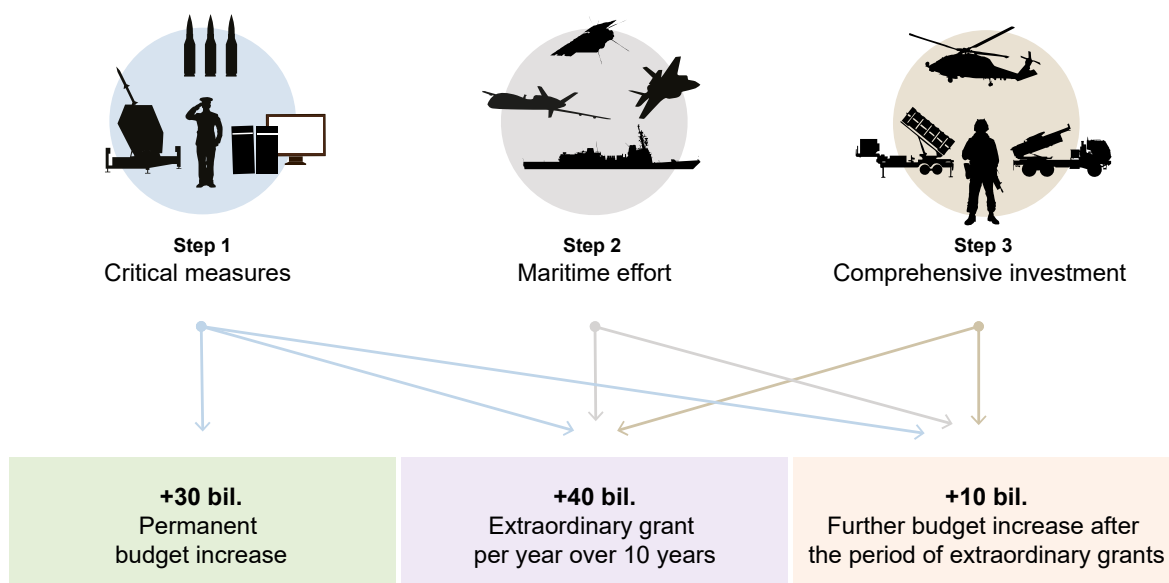 Step 1
Critical measures
Step 2
Maritime effort
Step 3
Comprehensive investment
+30 bil.
Permanent
budget increase
+40 bil.
Extraordinary grant
per year over 10 years
+10 bil.
Further budget increase after
the period of extraordinary grants